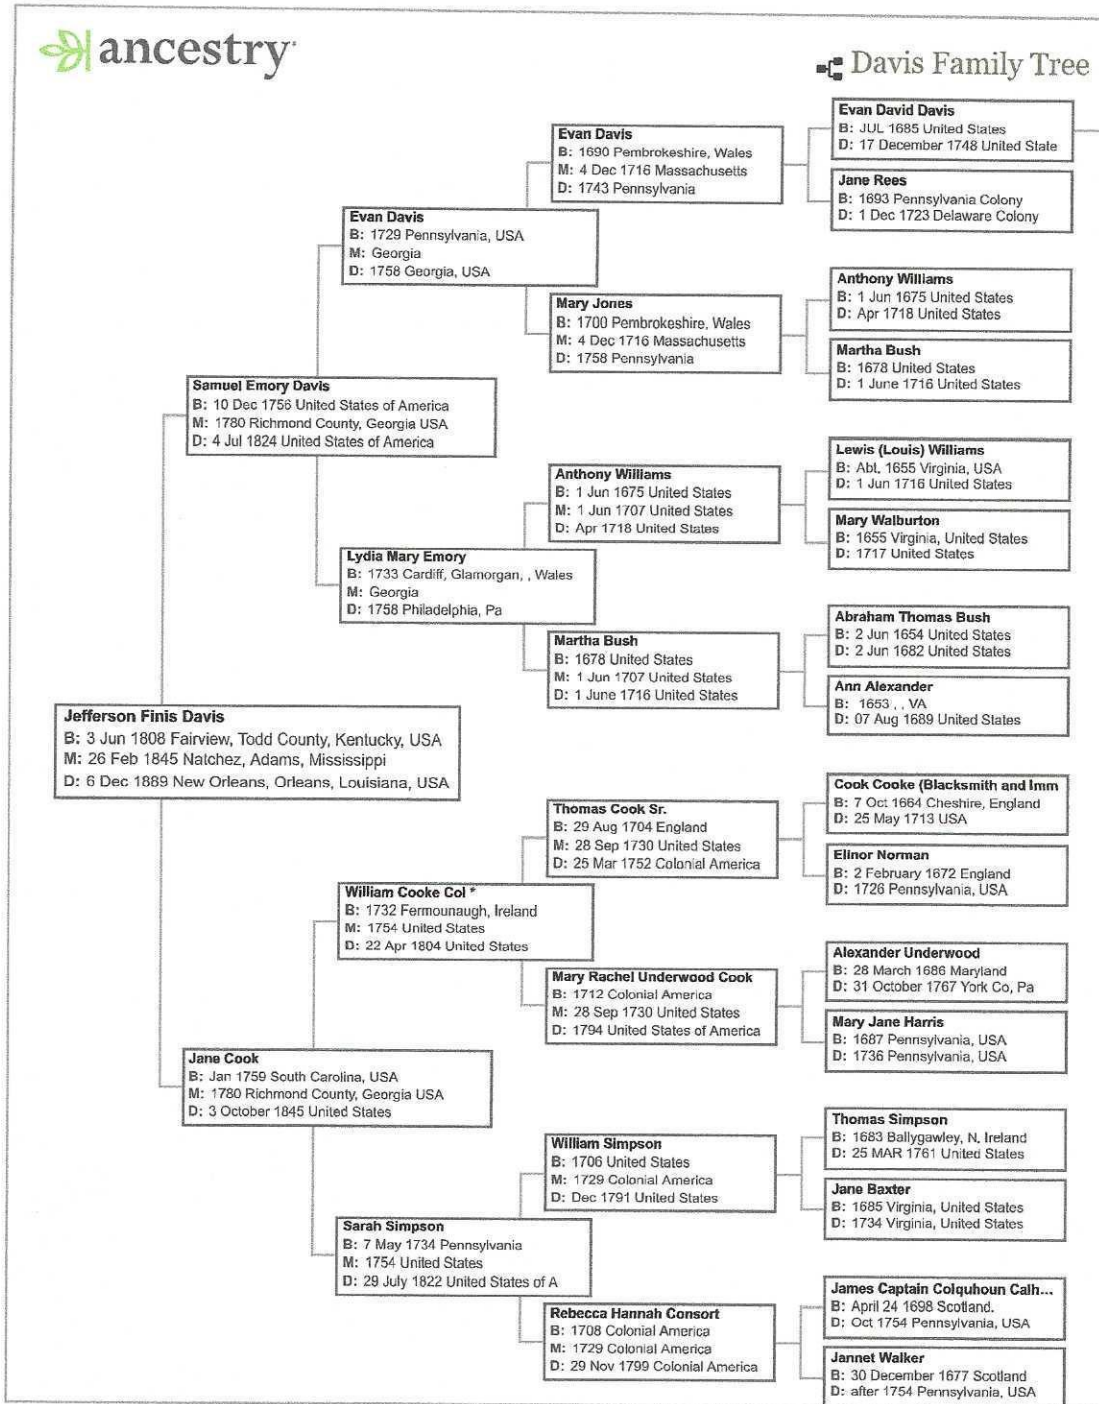 ancestry
Davis Family Tree
Evan David Davis
B: JUL 1685 United States
D: 17 December 1748 United State
Evan Davis
B: 1690 Pembrokeshire, Wales
M: 4 Dec 1716 Massachusetts
D: 1743 Pennsylvania
Jane Rees
B: 1693 Pennsylvania Colony
D: 1 Dec 1723 Delaware Colony
Evan Davis
B: 1729 Pennsylvania, USA
M: Georgia
D: 1758 Georgia, USA
Anthony Williams
B: 1 Jun 1675 United States
D: Apr 1718 United States
Mary Jones
B: 1700 Pembrokeshire, Wales
M: 4 Dec 1716 Massachusetts
D: 1758 Pennsylvania
Martha Bush
B: 1678 United States
D: 1 June 1716 United States
Samuel Emory Davis
B: 10 Dec 1756 United States of America
M: 1780 Richmond County, Georgia USA
D: 4 Jul 1824 United States of America
Lewis (Louis) Williams
B: Abt. 1655 Virginia, USA
D: 1 Jun 1716 United States
Anthony Williams
B: 1 Jun 1675 United States
M: 1 Jun 1707 United States
D: Apr 1718 United States
Mary Walburton
B: 1655 Virginia, United States
D: 1717 United States
Lydia Mary Emory
B: 1733 Cardiff, Glamorgan, , Wales
M: Georgia
D: 1758 Philadelphia, Pa
Abraham Thomas Bush
B: 2 Jun 1654 United States
D: 2 Jun 1682 United States
Martha Bush
B: 1678 United States
M: 1 Jun 1707 United States
D: 1 June 1716 United States
Ann Alexander
B: 1653 , , VA
D: 07 Aug 1689 United States
Jefferson Finis Davis
B: 3 Jun 1808 Fairview, Todd County, Kentucky, USA
M: 26 Feb 1845 Natchez, Adams, Mississippi
D: 6 Dec 1889 New Orleans, Orleans, Louisiana, USA
Cook Cooke (Blacksmith and Imm
B: 7 Oct 1664 Cheshire, England
D: 25 May 1713 USA
Thomas Cook Sr.
B: 29 Aug 1704 England
M: 28 Sep 1730 United States
D: 25 Mar 1752 Colonial America
Elinor Norman
B: 2 February 1672 England
D: 1726 Pennsylvania, USA
William Cooke Col *
B: 1732 Fermounaugh, Ireland
M: 1754 United States
D: 22 Apr 1804 United States
Alexander Underwood
B: 28 March 1686 Maryland
D: 31 October 1767 York Co, Pa
Mary Rachel Underwood Cook
B: 1712 Colonial America
M: 28 Sep 1730 United States
D: 1794 United States of America
Mary Jane Harris
B: 1687 Pennsylvania, USA
D: 1736 Pennsylvania, USA
Jane Cook
B: Jan 1759 South Carolina, USA
M: 1780 Richmond County, Georgia USA
D: 3 October 1845 United States
Thomas Simpson
B: 1683 Ballygawley, N. Ireland
D: 25 MAR 1761 United States
William Simpson
B: 1706 United States
M: 1729 Colonial America
D: Dec 1791 United States
Jane Baxter
B: 1685 Virginia, United States
D: 1734 Virginia, United States
Sarah Simpson
B: 7 May 1734 Pennsylvania
M: 1754 United States
D: 29 July 1822 United States of A
James Captain Colquhoun Calh...
B: April 24 1698 Scotland.
D: Oct 1754 Pennsylvania, USA
Rebecca Hannah Consort
B: 1708 Colonial America
M: 1729 Colonial America
D: 29 Nov 1799 Colonial America
Jannet Walker
B: 30 December 1677 Scotland
D: after 1754 Pennsylvania, USA